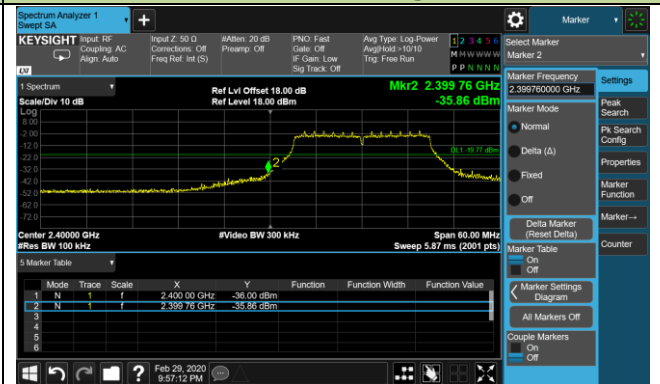 Spectrum Analyzer 1
Swept SA
+
Marker
KEYSIGHT
Input: RF
Coupling: AC
Align: Auto
Input Z: 50 Ω
Corrections: Off
Freq Ref: Int (S)
#Atten: 20 dB
Preamp: Off
PNO: Fast
Gate: Off
IF Gain: Low
Sig Track: Off
Avg Type: Log-Power
Avg|Hold:>10/10
Trig: Free Run
1 2 3 4 5 6
M W W W W W
P P N N N N
LXI
Select Marker
Marker 2
1 Spectrum
Scale/Div 10 dB
Ref Lvl Offset 18.00 dB
Ref Level 18.00 dBm
Mkr2 2.399 76 GHz
-35.86 dBm
Log
8.00
-2.00
-12.0
-22.0
-32.0
-42.0
-52.0
-62.0
-72.0
DL1 -19.77 dBm
2
Center 2.40000 GHz
#Res BW 100 kHz
#Video BW 300 kHz
Span 60.00 MHz
Sweep 5.87 ms (2001 pts)
5 Marker Table
Mode Trace Scale X Y Function Function Width Function Value
1 N 1 f 2.400 00 GHz -36.00 dBm
2 N 1 f 2.399 76 GHz -35.86 dBm
3
4
5
6
Marker Frequency
2.399760000 GHz
Marker Mode
Normal
Delta (Δ)
Fixed
Off
Delta Marker
(Reset Delta)
Marker Table
On
Off
Marker Settings
Diagram
All Markers Off
Couple Markers
On
Off
Settings
Peak
Search
Pk Search
Config
Properties
Marker
Function
Marker→
Counter
?
Feb 29, 2020
9:57:12 PM